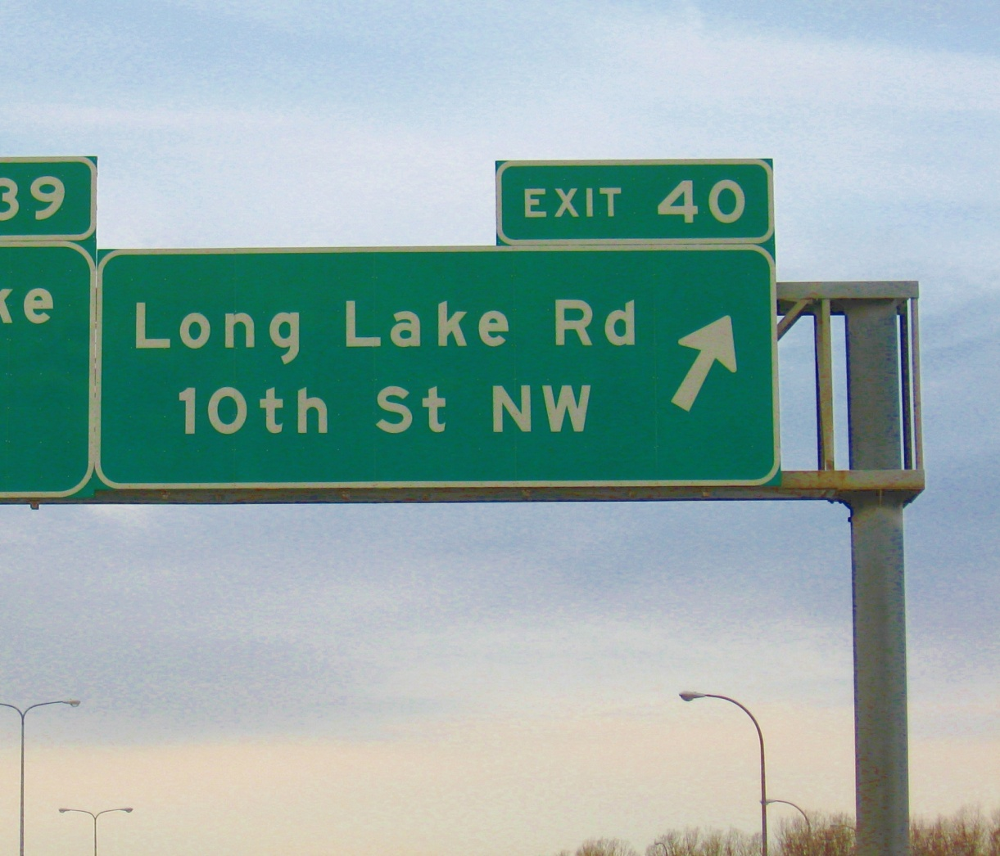 39
ke
EXIT 40
Long Lake Rd
10th St NW